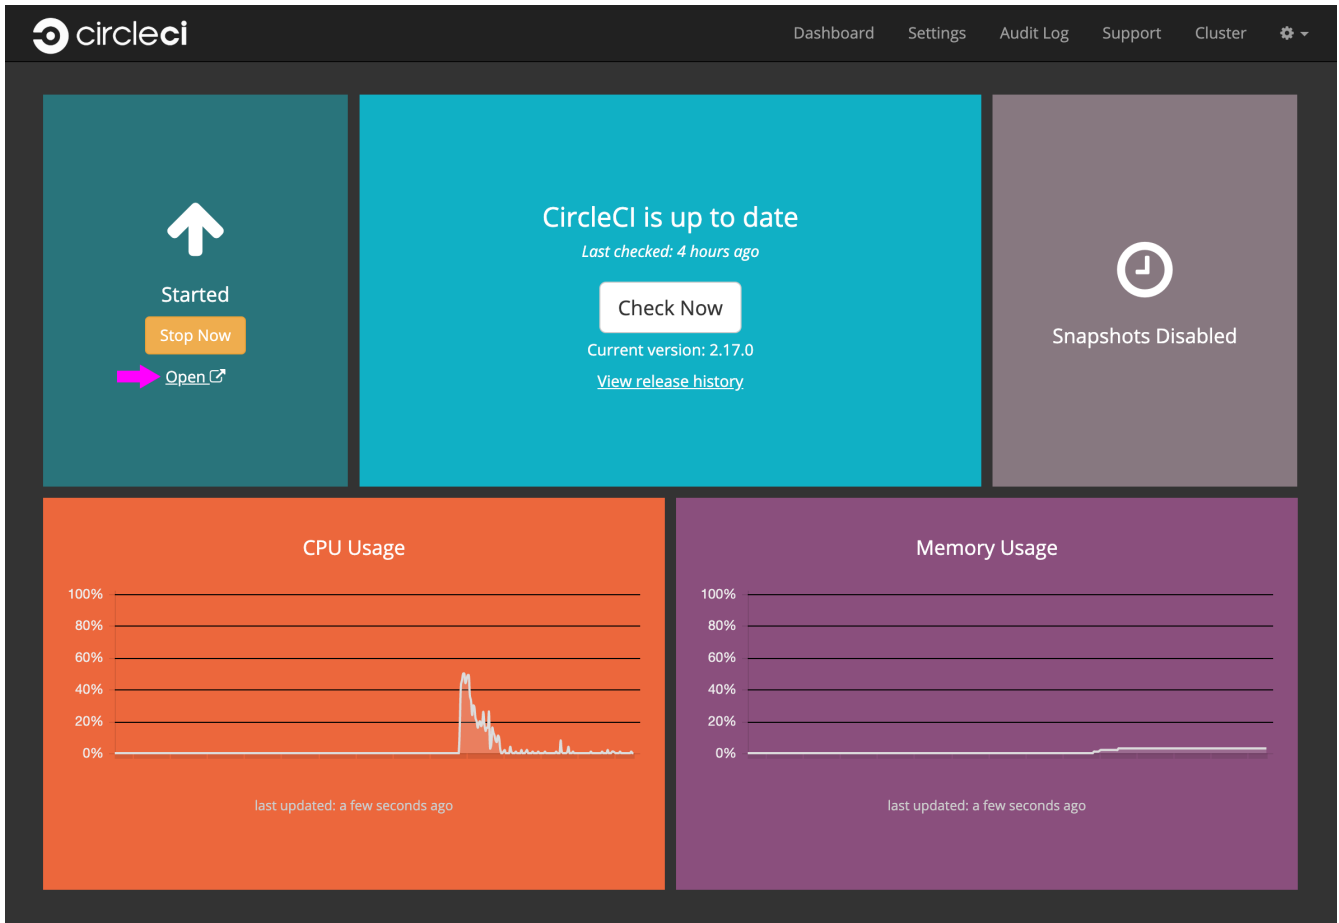 circleci
Dashboard Settings Audit Log Support Cluster
Started
Stop Now
Open
CircleCI is up to date
Last checked: 4 hours ago
Check Now
Current version: 2.17.0
View release history
Snapshots Disabled
CPU Usage
100%
80%
60%
40%
20%
0%
last updated: a few seconds ago
Memory Usage
100%
80%
60%
40%
20%
0%
last updated: a few seconds ago